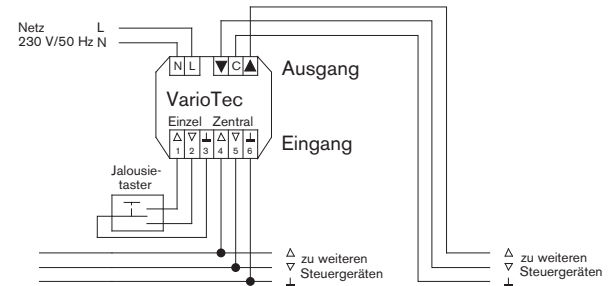 Netz L
230 V/50 Hz N
N L ▼ C ▲
Ausgang
VarioTec
Einzel Zentral
△ ▽ ⊥ △ ▽ ⊥
1 2 3 4 5 6
Eingang
Jalousie-
taster
△ zu weiteren
▽ Steuergeräten
⊥
△ zu weiteren
▽ Steuergeräten
⊥